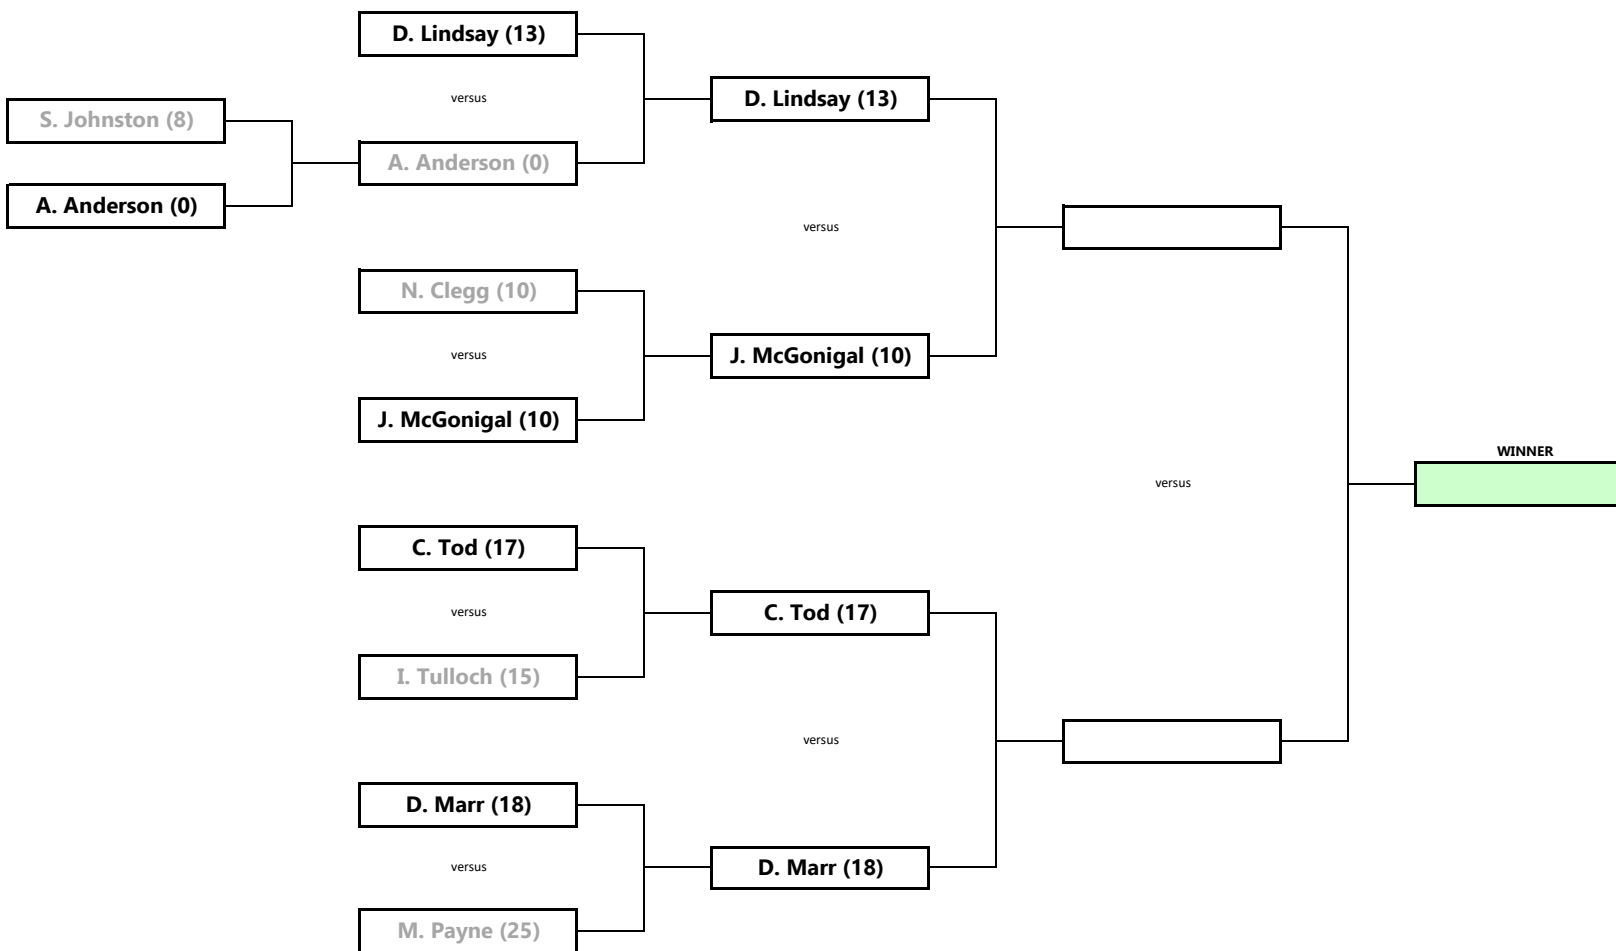 D. Lindsay (13)
versus
D. Lindsay (13)
S. Johnston (8)
A. Anderson (0)
A. Anderson (0)
versus
N. Clegg (10)
versus
J. McGonigal (10)
J. McGonigal (10)
WINNER
versus
C. Tod (17)
versus
C. Tod (17)
I. Tulloch (15)
versus
D. Marr (18)
versus
D. Marr (18)
M. Payne (25)